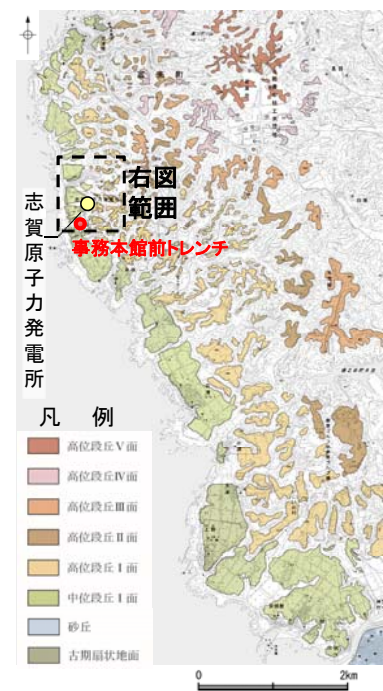 右図
範囲
志賀原子力発電所
事務本館前トレンチ
凡 例
高位段丘Ⅴ面
高位段丘Ⅳ面
高位段丘Ⅲ面
高位段丘Ⅱ面
高位段丘Ⅰ面
中位段丘Ⅰ面
砂丘
古期扇状地面
0 2km